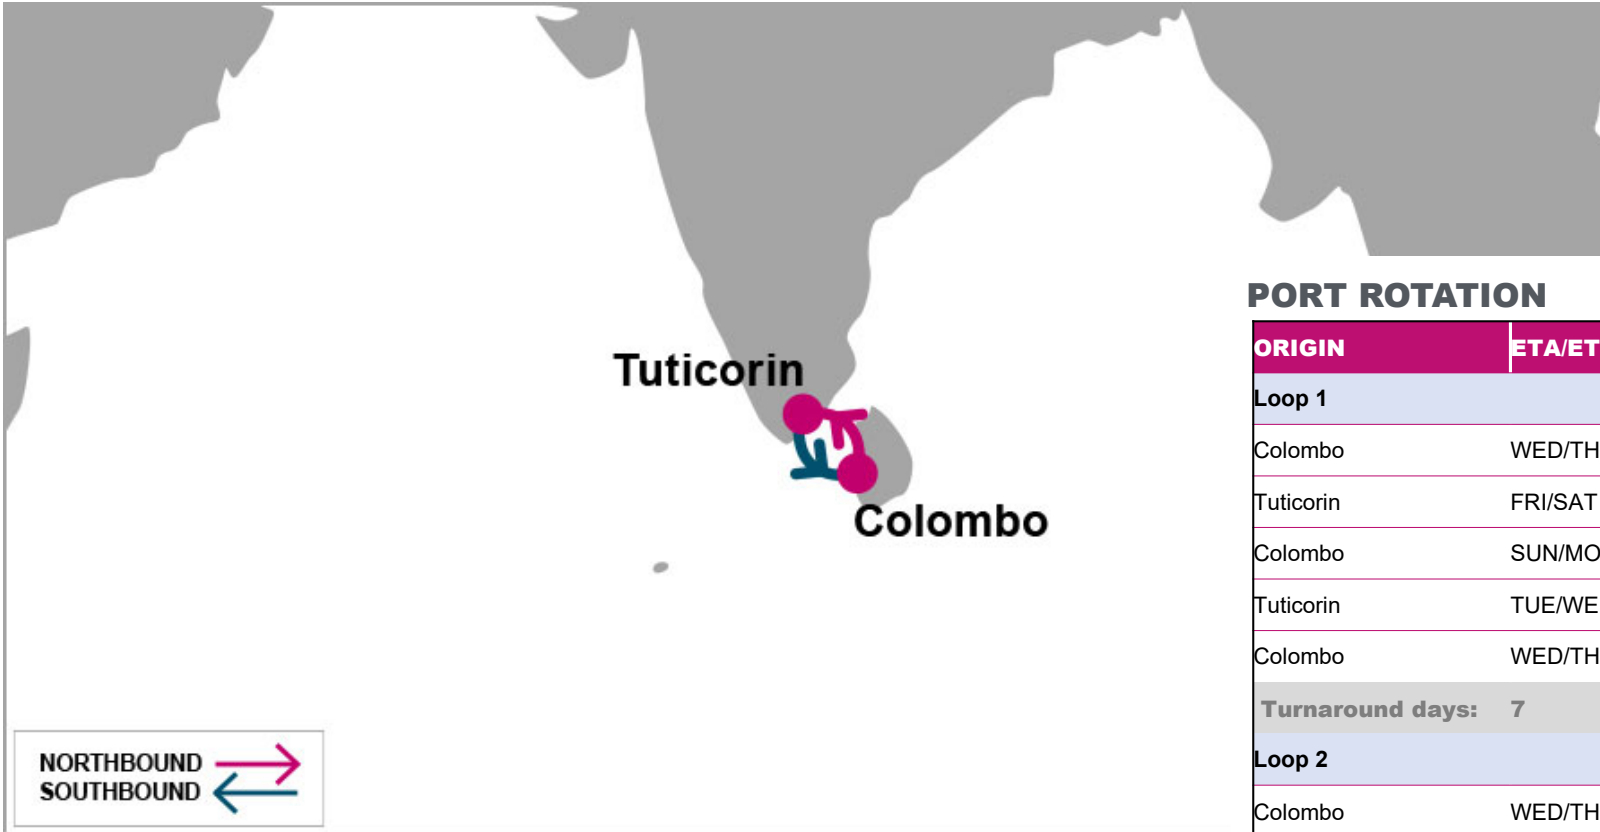 Tuticorin
Colombo
NORTHBOUND
SOUTHBOUND
PORT ROTATION
ORIGIN ETA/ET
Loop 1
Colombo WED/TH
Tuticorin FRI/SAT
Colombo SUN/MO
Tuticorin TUE/WE
Colombo WED/TH
Turnaround days: 7
Loop 2
Colombo WED/TH